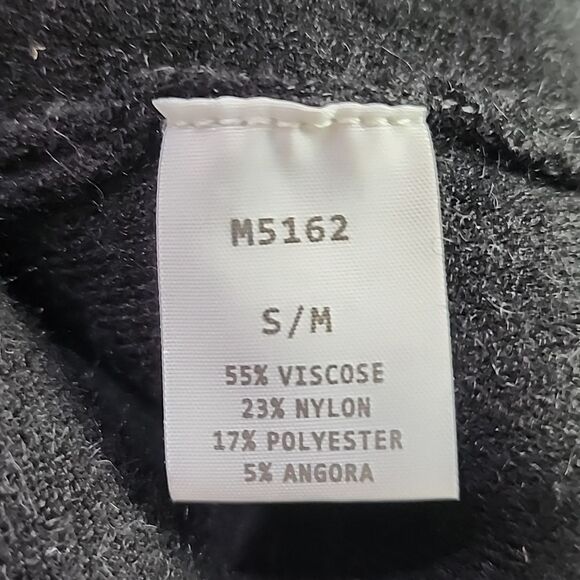 M5162
S/M
55% VISCOSE
23% NYLON
17% POLYESTER
5% ANGORA